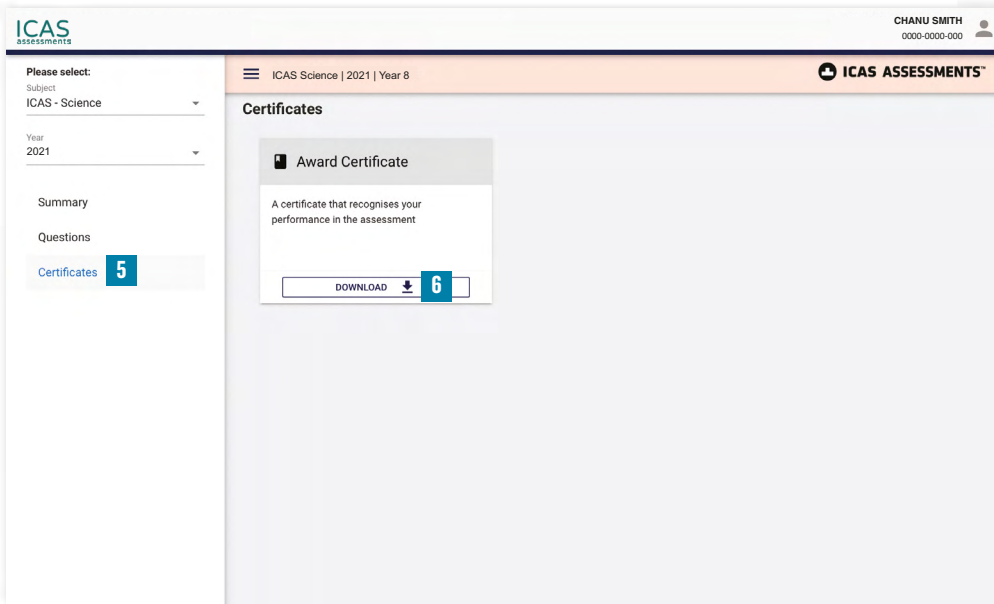 ICAS
assessments
CHANU SMITH
0000-0000-000
Please select:
Subject
ICAS - Science
Year
2021
Summary
Questions
Certificates 5
ICAS Science | 2021 | Year 8
ICAS ASSESSMENTS™
Certificates
Award Certificate
A certificate that recognises your
performance in the assessment
DOWNLOAD 6